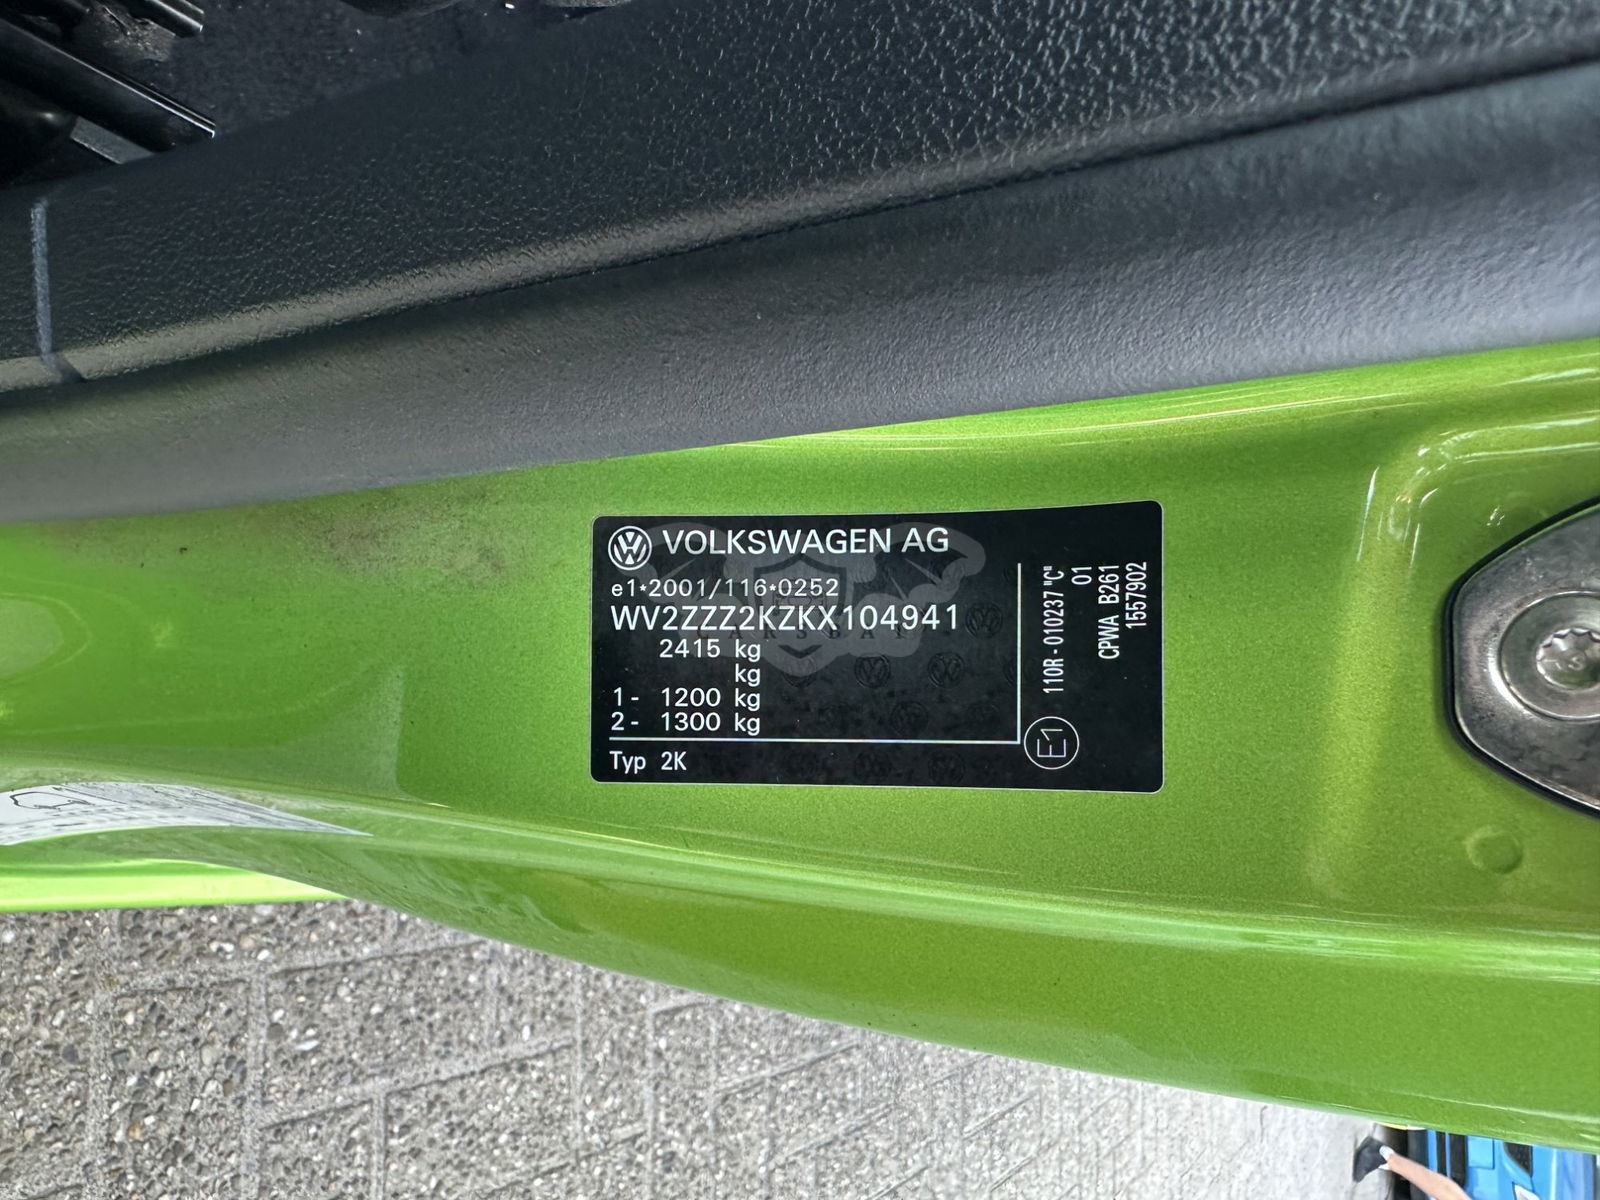 VOLKSWAGEN AG
e1*2001/116*0252
WV2ZZZ2KZKX104941
2415 kg
kg
1- 1200 kg
2- 1300 kg
Typ 2K
E1
110R-010237 "C"
01
CPWA B261
1557902
CARSBAT